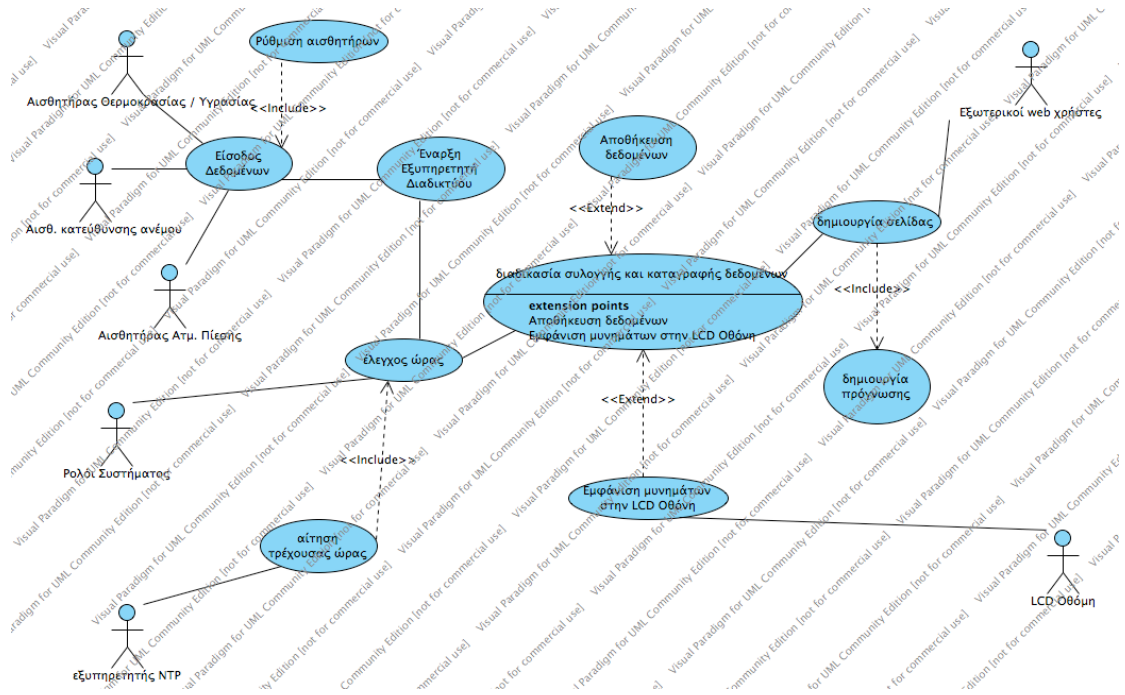 Ρύθμιση αισθητήρων
Αισθητήρας Θερμοκρασίας / Υγρασίας
<<Include>>
Εξωτερικοί web χρήστες
Αποθήκευση
δεδομένων
Είσοδος
Δεδομένων
Έναρξη
Εξυπηρετητή
Διαδικτύου
<<Extend>>
δημιουργία σελίδας
Αισθ. κατεύθυνσης ανέμου
διαδικασία συλογγής και καταγραφής δεδομένων
extension points
Αποθήκευση δεδομένων
Εμφάνιση μυνημάτων στην LCD Οθόνη
<<Include>>
Αισθητήρας Ατμ. Πίεσης
έλεγχος ώρας
δημιουργία
πρόγνωσης
<<Extend>>
<<Include>>
Ρολόι Συστήματος
Εμφάνιση μυνημάτων
στην LCD Οθόνη
αίτηση
τρέχουσας ώρας
LCD Οθόμη
εξυπηρετητής NTP
Visual Paradigm for UML Community Edition [not for commercial use]